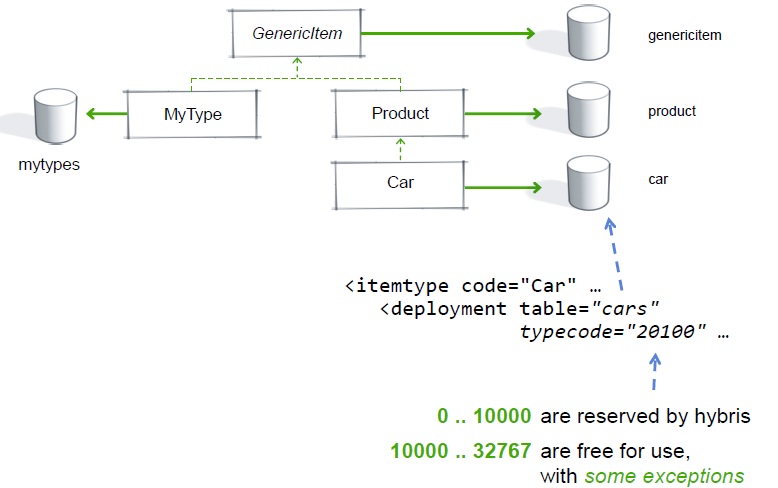 GenericItem
genericitem
MyType
Product
product
mytypes
Car
car
<itemtype code="Car" …
<deployment table="cars"
typecode="20100" …
0 .. 10000 are reserved by hybris
10000 .. 32767 are free for use,
with some exceptions